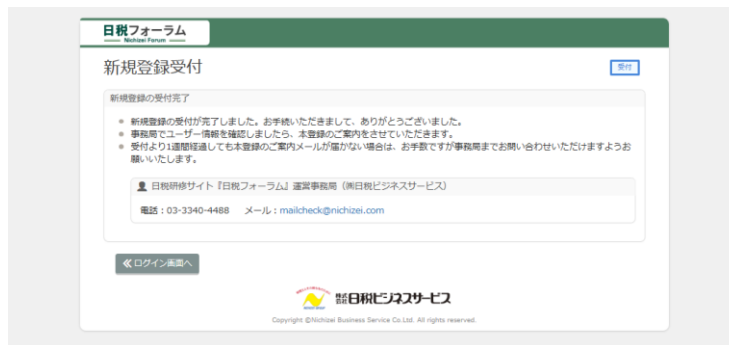 日税フォーラム
Nichizei Forum
新規登録受付
受付
新規登録の受付完了
新規登録の受付が完了しました。お手続いただきまして、ありがとうございました。
事務局でユーザー情報を確認しましたら、本登録のご案内をさせていただきます。
受付より1週間経過しても本登録のご案内メールが届かない場合は、お手数ですが事務局までお問い合わせいただけますようお
願いいたします。
日税研修サイト『日税フォーラム』運営事務局(㈱日税ビジネスサービス)
電話:03-3340-4488 メール:mailcheck@nichizei.com
≪ログイン画面へ
株式会社日税ビジネスサービス
Copyright ©Nichizei Business Service Co.Ltd. All rights reserved.